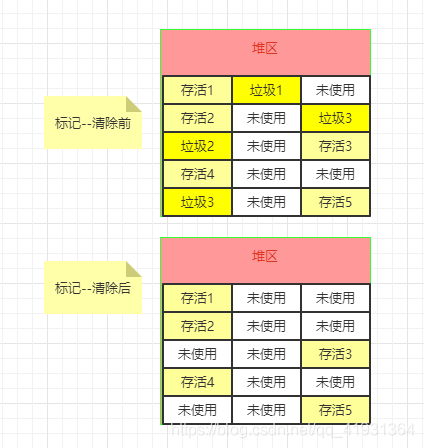 堆区
存活1 垃圾1 未使用
存活2 未使用 垃圾3
标记--清除前
垃圾2 未使用 存活3
存活4 未使用 未使用
垃圾3 未使用 存活5
堆区
标记--清除后
存活1 未使用 未使用
存活2 未使用 未使用
未使用 未使用 存活3
存活4 未使用 未使用
未使用 未使用 存活5
https://blog.csdn.net/qq_41931364